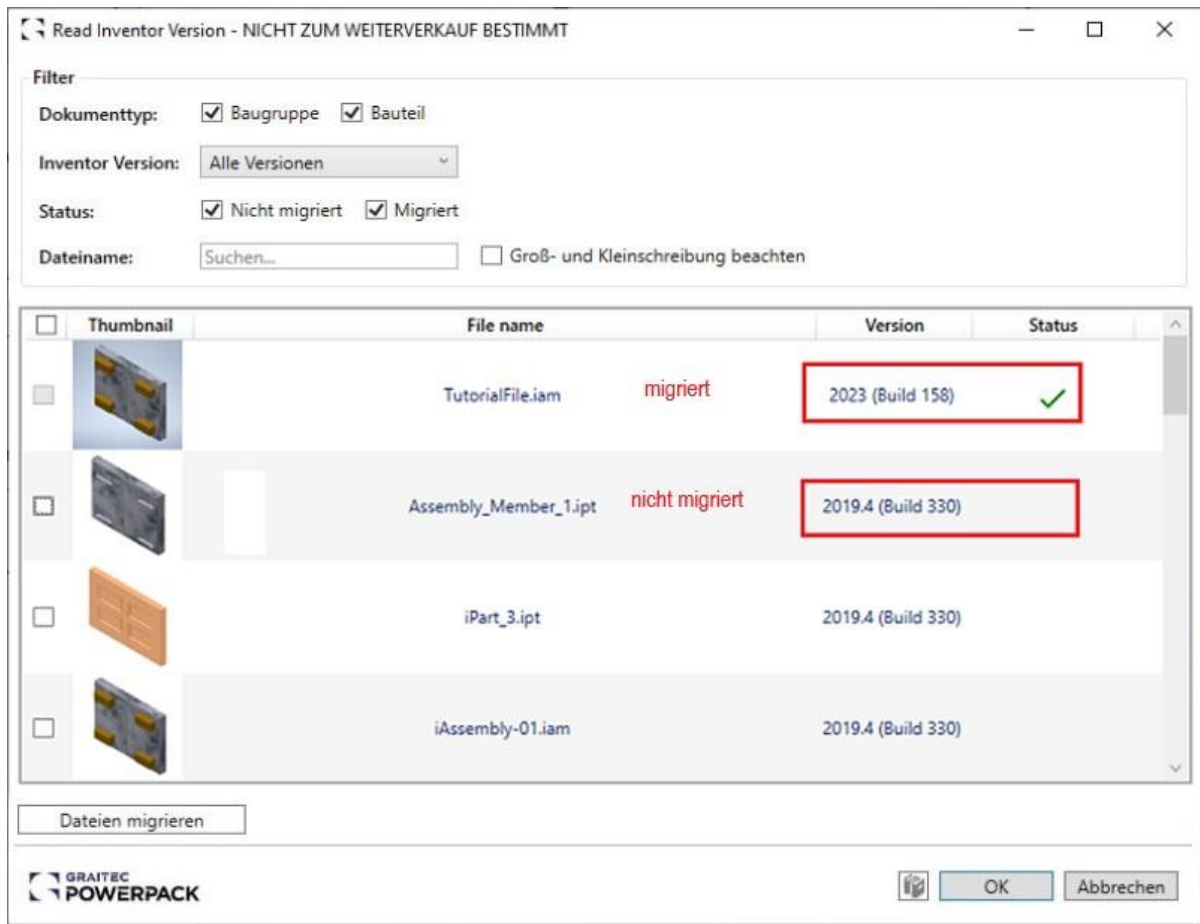 Read Inventor Version - NICHT ZUM WEITERVERKAUF BESTIMMT
Filter
Dokumenttyp: Baugruppe Bauteil
Inventor Version: Alle Versionen
Status: Nicht migriert Migriert
Dateiname: Suchen... Groß- und Kleinschreibung beachten
Thumbnail File name Version Status
TutorialFile.iam migriert 2023 (Build 158)
Assembly_Member_1.ipt nicht migriert 2019.4 (Build 330)
iPart_3.ipt 2019.4 (Build 330)
iAssembly-01.iam 2019.4 (Build 330)
Dateien migrieren
GRAITEC
POWERPACK
OK Abbrechen